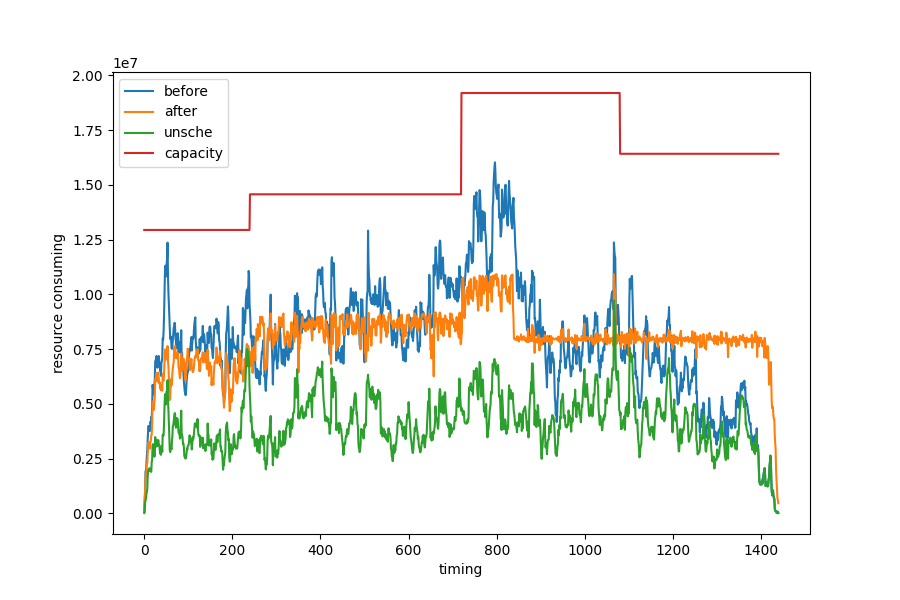 1e7
2.00
1.75
1.50
1.25
1.00
0.75
0.50
0.25
0.00
resource consuming
before
after
unsche
capacity
0 200 400 600 800 1000 1200 1400
timing